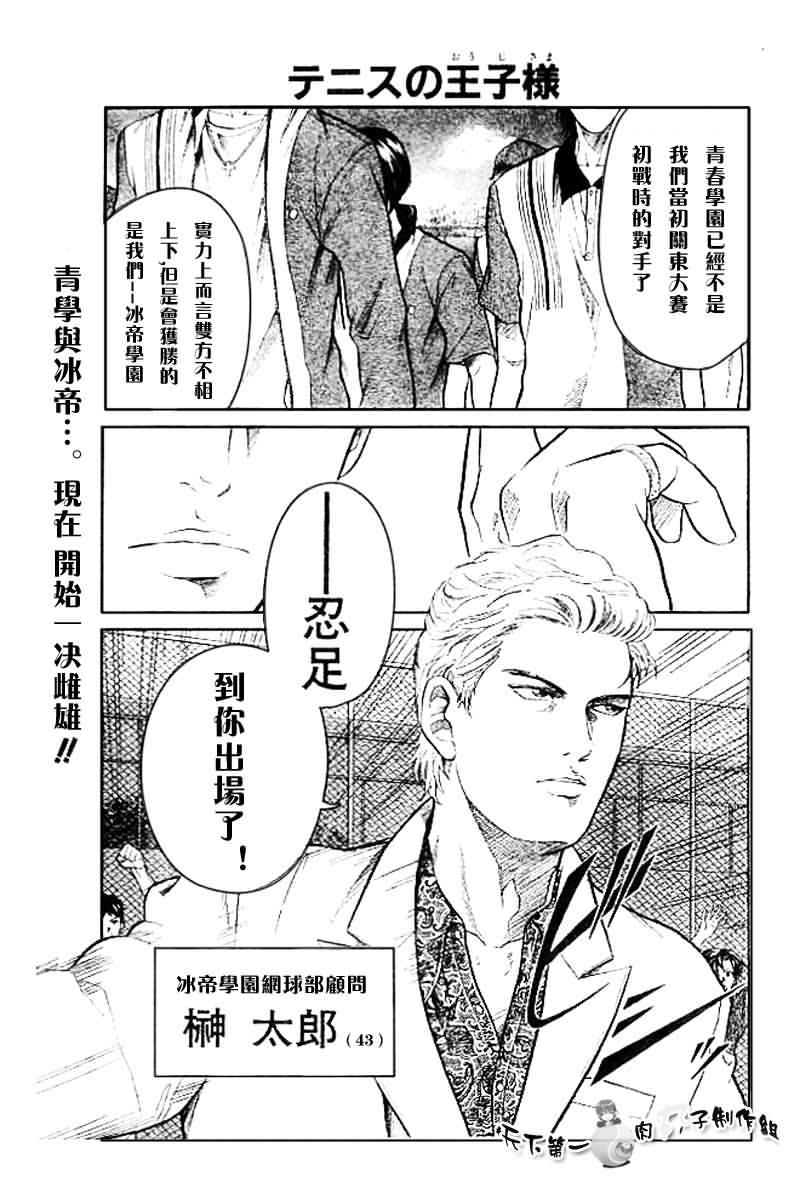 おうじさま
テニスの王子様
青春學園已經不是
我們當初關東大賽
初戰時的對手了
實力上而言雙方不相
上下,但是會獲勝的
是我們--冰帝學園
青學與冰帝…。現在 開始一决雌雄!!
——忍足
到你出場了!
冰帝學園網球部顧問
榊 太郎(43)
天下第一
肉丸子制作組